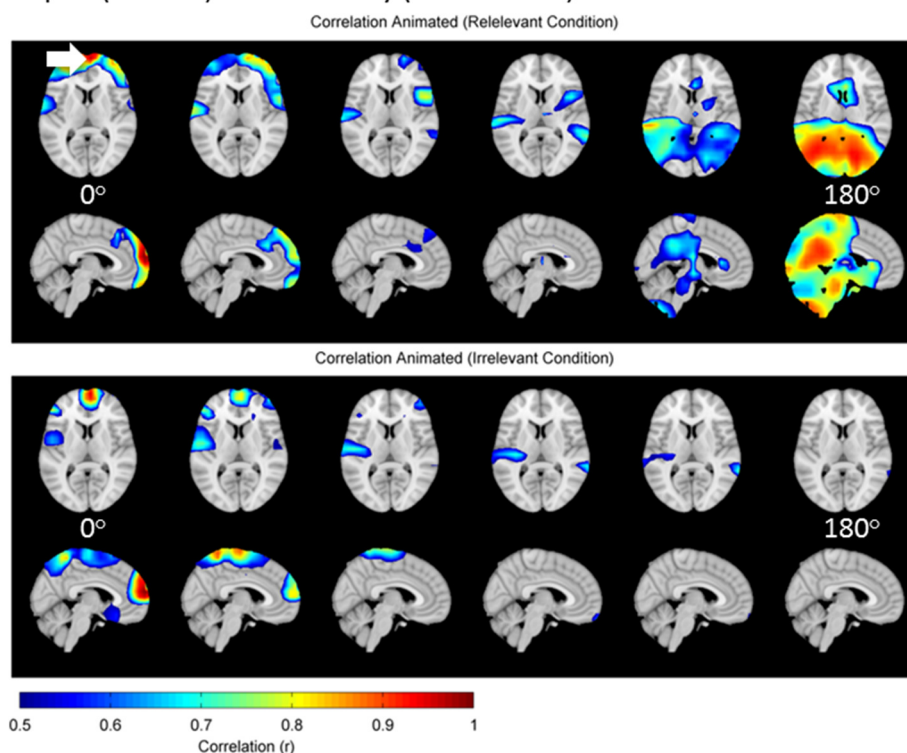 Correlation Animated (Relelevant Condition)
0°
180°
Correlation Animated (Irrelevant Condition)
0°
180°
0.5 0.6 0.7 0.8 0.9 1
Correlation (r)